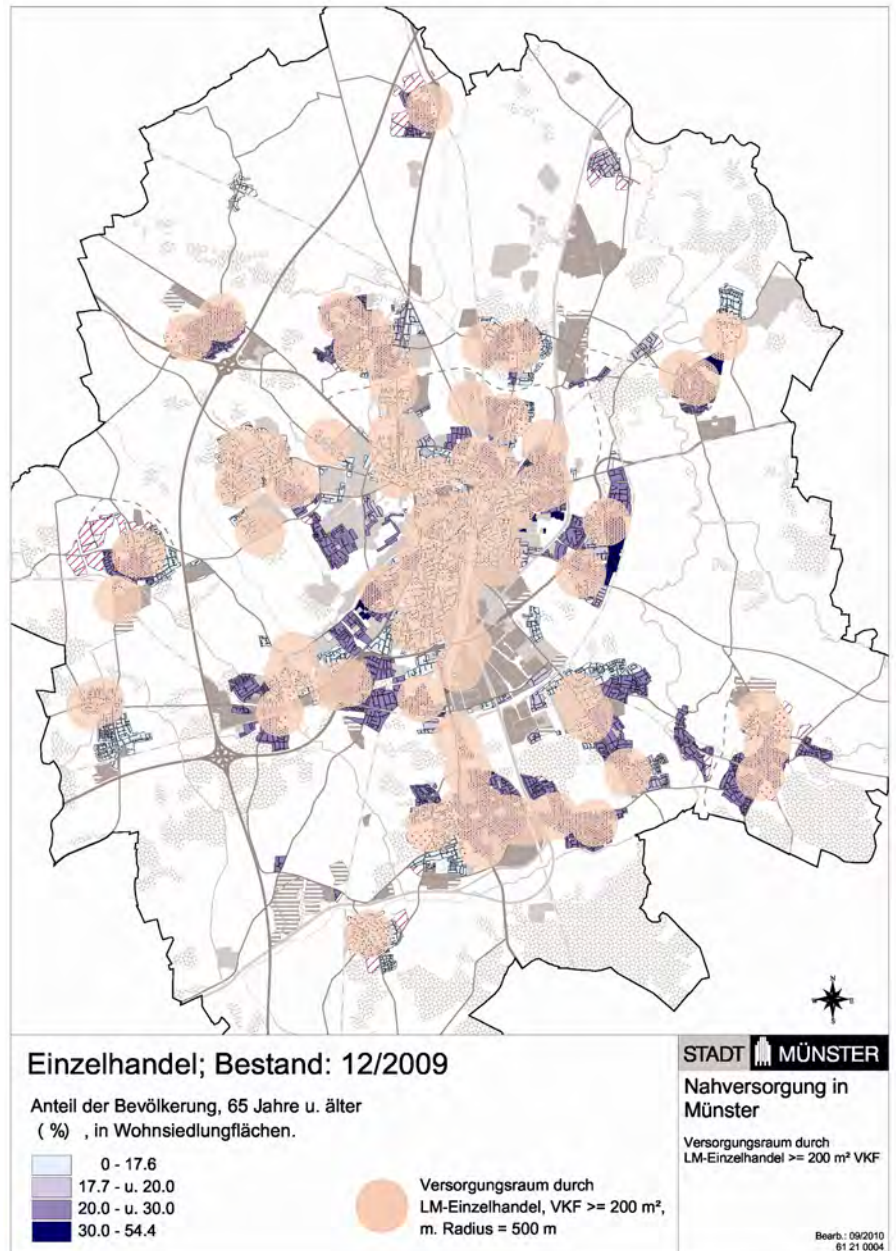 N
S
Einzelhandel; Bestand: 12/2009
Anteil der Bevölkerung, 65 Jahre u. älter
( %) , in Wohnsiedlungflächen.
0 - 17.6
17.7 - u. 20.0
20.0 - u. 30.0
30.0 - 54.4
Versorgungsraum durch
LM-Einzelhandel, VKF >= 200 m²,
m. Radius = 500 m
STADT MÜNSTER
Nahversorgung in
Münster
Versorgungsraum durch
LM-Einzelhandel >= 200 m² VKF
Bearb.: 09/2010
61 21 0004